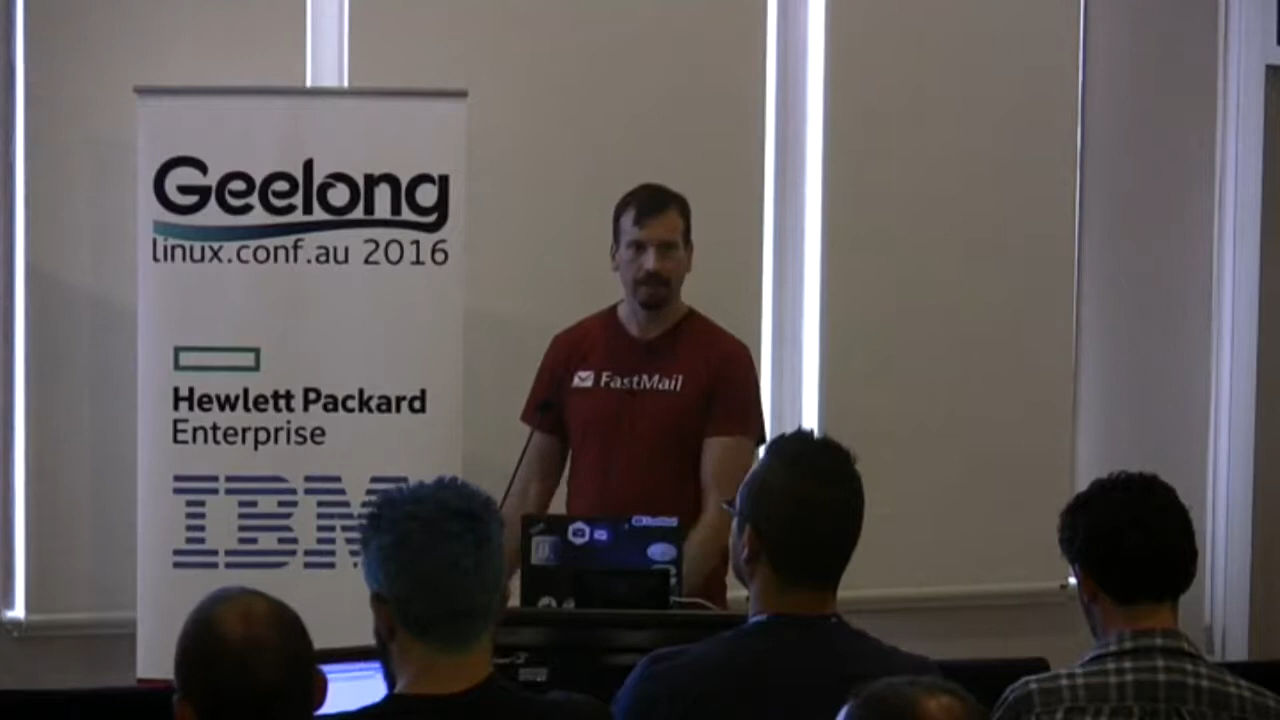 Geelong
linux.conf.au 2016
Hewlett Packard
Enterprise
IBM
FastMail